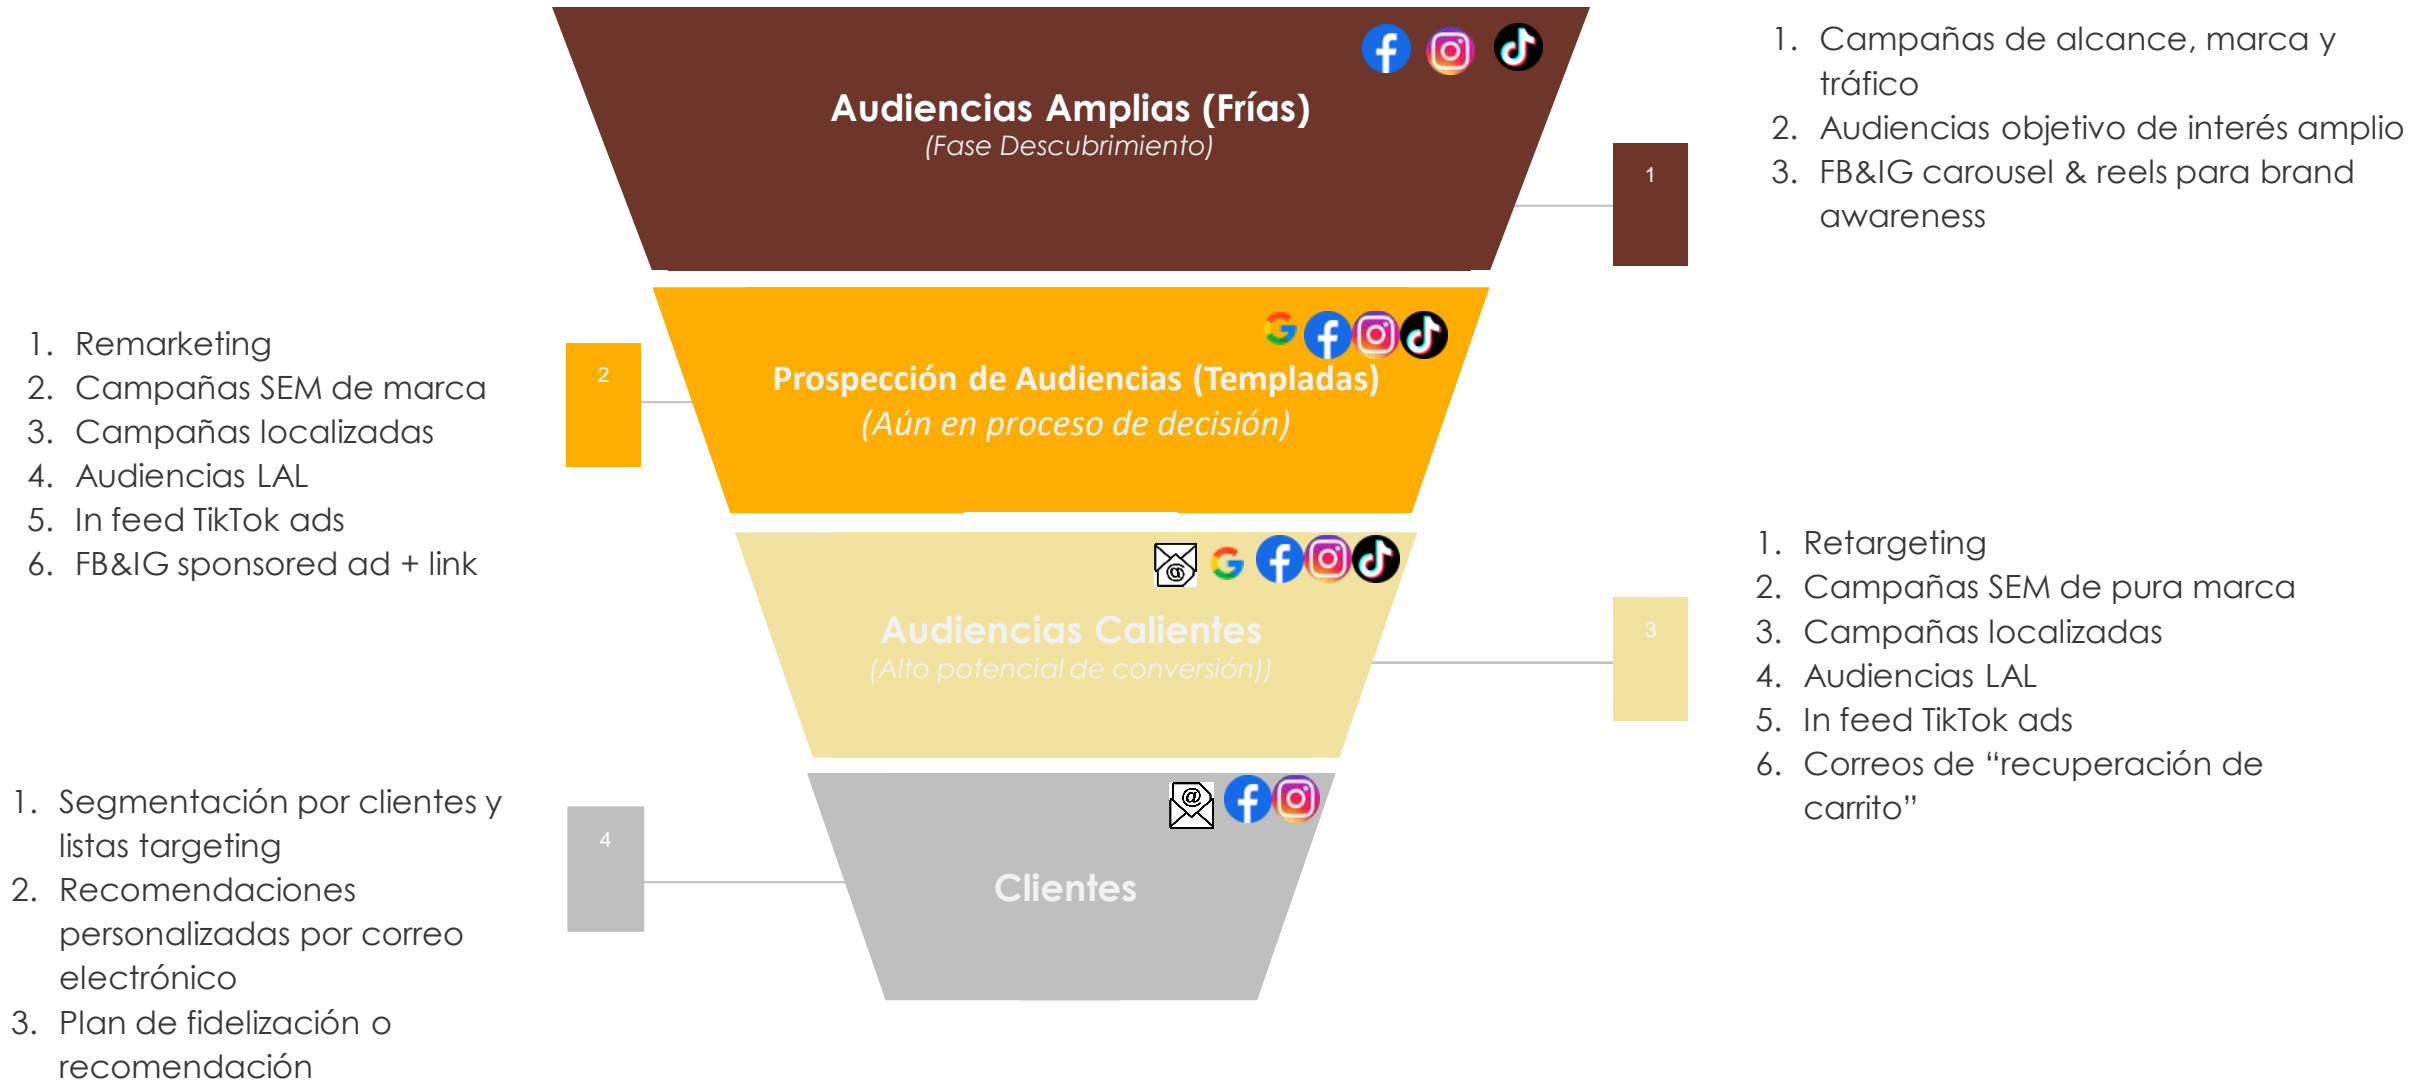 Audiencias Amplias (Frías)
(Fase Descubrimiento)
1
1. Campañas de alcance, marca y
tráfico
2. Audiencias objetivo de interés amplio
3. FB&IG carousel & reels para brand
awareness
1. Remarketing
2. Campañas SEM de marca
3. Campañas localizadas
4. Audiencias LAL
5. In feed TikTok ads
6. FB&IG sponsored ad + link
2
Prospección de Audiencias (Templadas)
(Aún en proceso de decisión)
Audiencias Calientes
(Alto potencial de conversión))
3
1. Retargeting
2. Campañas SEM de pura marca
3. Campañas localizadas
4. Audiencias LAL
5. In feed TikTok ads
6. Correos de “recuperación de
carrito”
1. Segmentación por clientes y
listas targeting
2. Recomendaciones
personalizadas por correo
electrónico
3. Plan de fidelización o
recomendación
4
Clientes